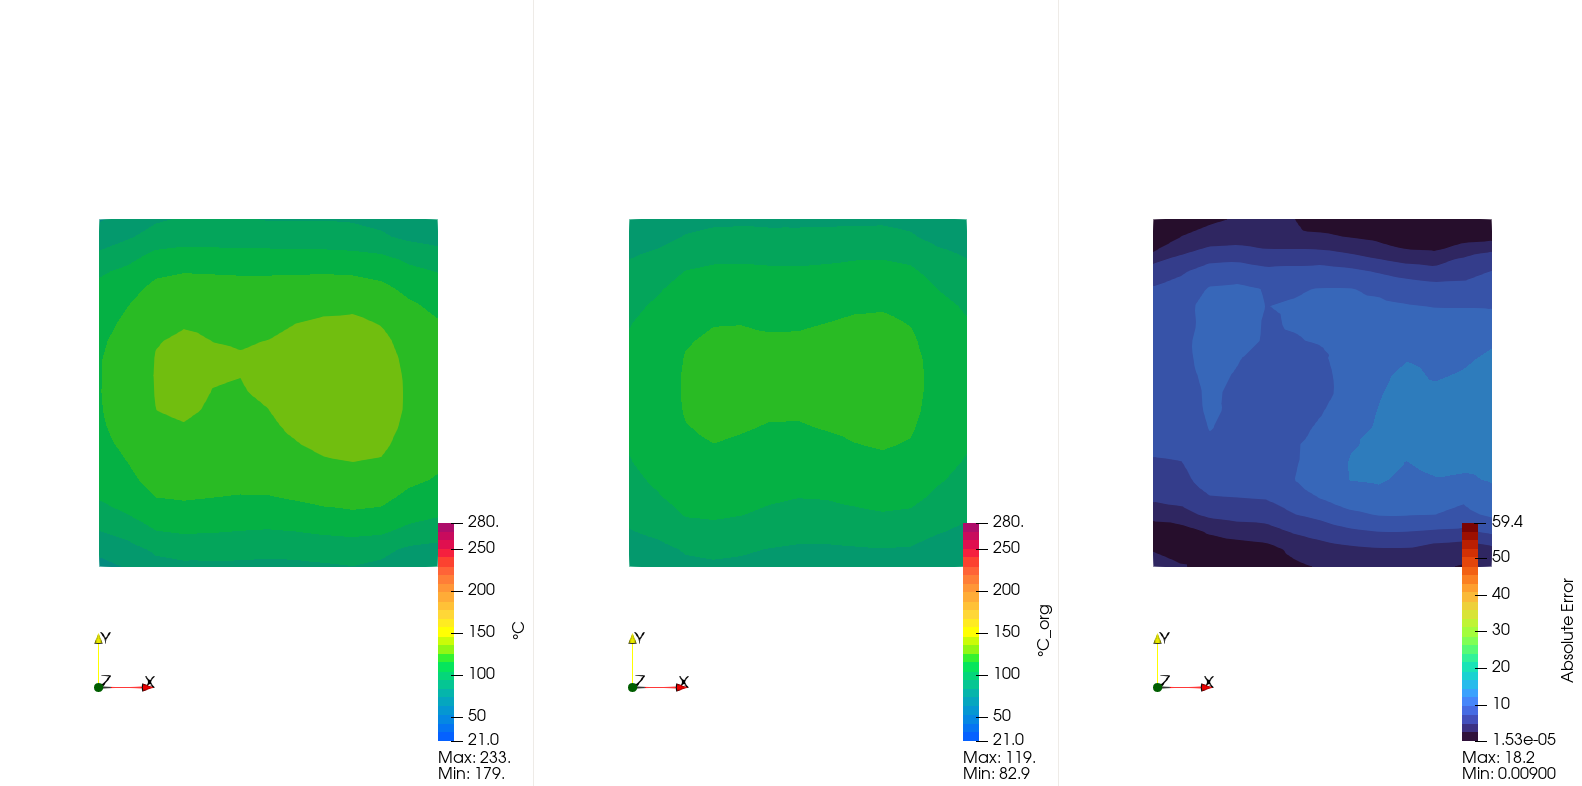 280.
250
200
150
100
50
21.0
°C
Max: 233.
Min: 179.
Y
Z
X
280.
250
200
150
100
50
21.0
°C_org
Max: 119.
Min: 82.9
Y
Z
X
59.4
50
40
30
20
10
1.53e-05
Absolute Error
Max: 18.2
Min: 0.00900
Y
Z
X